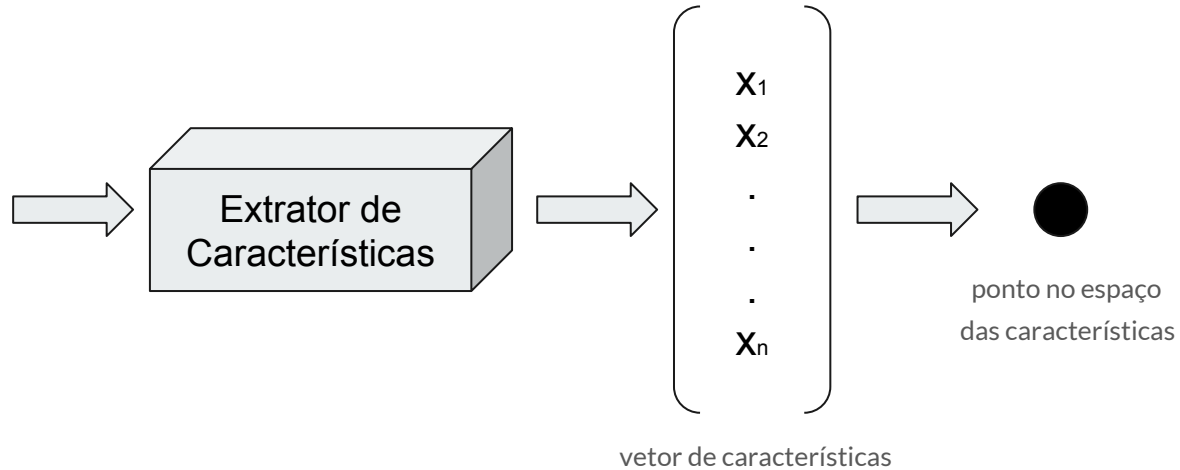 Extrator de
Características
x1
x2
.
.
.
xn
vetor de características
ponto no espaço
das características